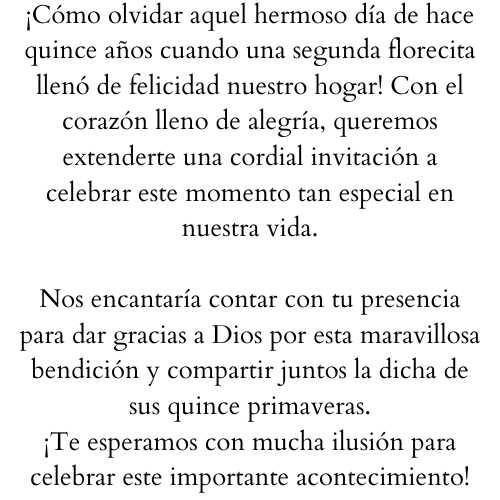 ¡Cómo olvidar aquel hermoso día de hace
quince años cuando una segunda florecita
llenó de felicidad nuestro hogar! Con el
corazón lleno de alegría, queremos
extenderte una cordial invitación a
celebrar este momento tan especial en
nuestra vida.

Nos encantaría contar con tu presencia
para dar gracias a Dios por esta maravillosa
bendición y compartir juntos la dicha de
sus quince primaveras.
¡Te esperamos con mucha ilusión para
celebrar este importante acontecimiento!